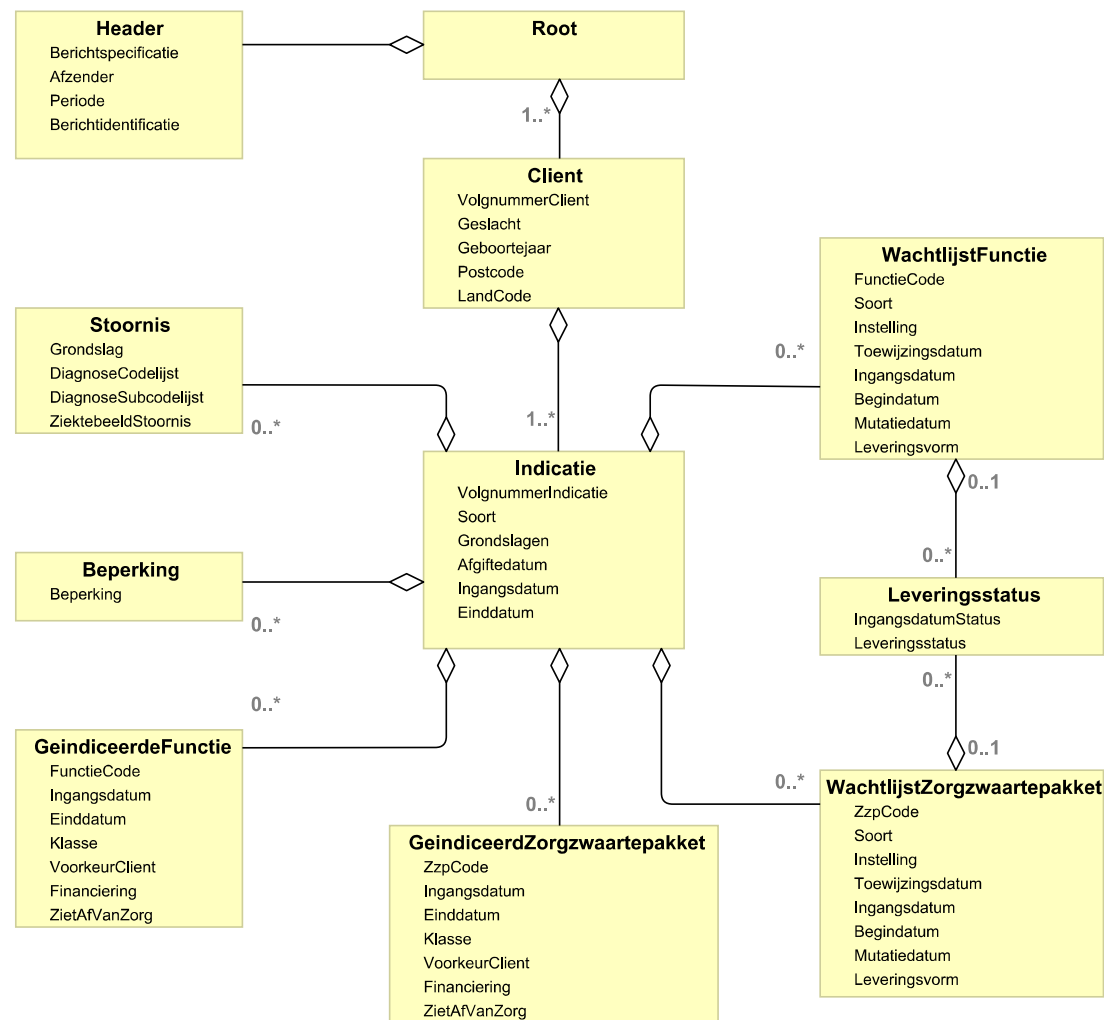 Header
Berichtspecificatie
Afzender
Periode
Berichtidentificatie
Root
1..*
Client
VolgnummerClient
Geslacht
Geboortejaar
Postcode
LandCode
1..*
WachtlijstFunctie
FunctieCode
Soort
Instelling
Toewijzingsdatum
Ingangsdatum
Begindatum
Mutatiedatum
Leveringsvorm
0..*
Stoornis
Grondslag
DiagnoseCodelijst
DiagnoseSubcodelijst
ZiektebeeldStoornis
0..*
Indicatie
VolgnummerIndicatie
Soort
Grondslagen
Afgiftedatum
Ingangsdatum
Einddatum
0..1
0..*
Leveringsstatus
IngangsdatumStatus
Leveringsstatus
0..*
0..1
Beperking
Beperking
0..*
0..*
GeindiceerdeFunctie
FunctieCode
Ingangsdatum
Einddatum
Klasse
VoorkeurClient
Financiering
ZietAfVanZorg
0..*
GeindiceerdZorgzwaartepakket
ZzpCode
Ingangsdatum
Einddatum
Klasse
VoorkeurClient
Financiering
ZietAfVanZorg
0..*
WachtlijstZorgzwaartepakket
ZzpCode
Soort
Instelling
Toewijzingsdatum
Ingangsdatum
Begindatum
Mutatiedatum
Leveringsvorm